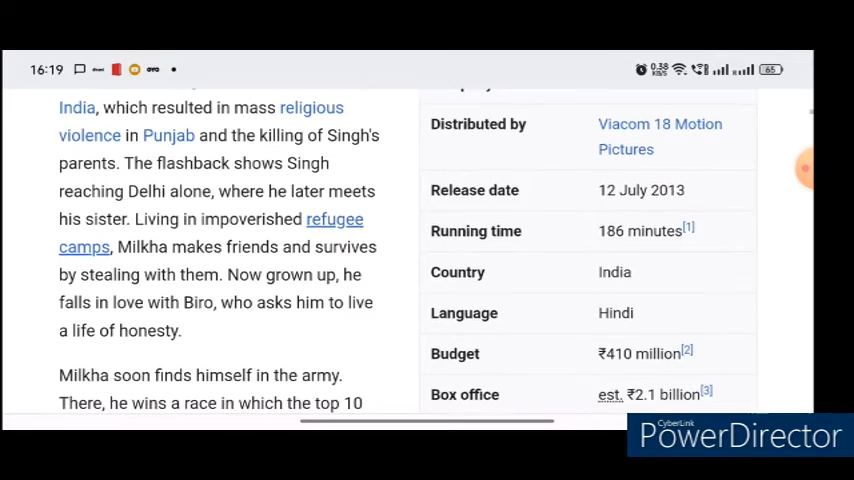 16:19
0.38
KB/S
65
India, which resulted in mass religious
violence in Punjab and the killing of Singh's
parents. The flashback shows Singh
reaching Delhi alone, where he later meets
his sister. Living in impoverished refugee
camps, Milkha makes friends and survives
by stealing with them. Now grown up, he
falls in love with Biro, who asks him to live
a life of honesty.
Milkha soon finds himself in the army.
There, he wins a race in which the top 10
Distributed by
Viacom 18 Motion
Pictures
Release date
12 July 2013
Running time
186 minutes[1]
Country
India
Language
Hindi
Budget
₹410 million[2]
Box office
est. ₹2.1 billion[3]
CyberLink
PowerDirector